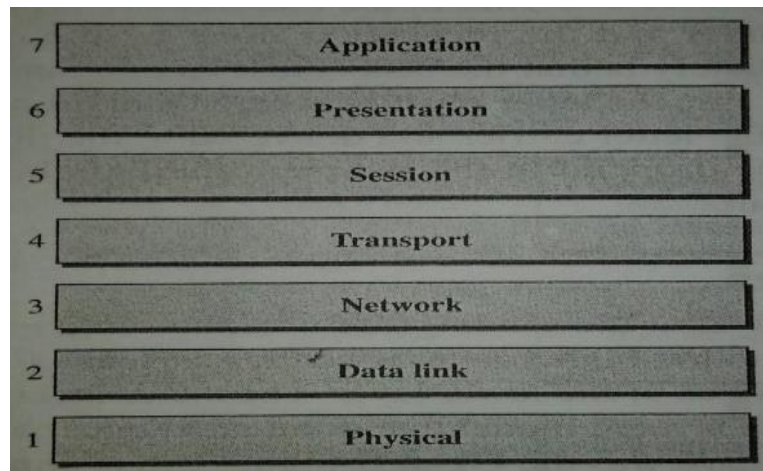 7 Application
6 Presentation
5 Session
4 Transport
3 Network
2 Data link
1 Physical